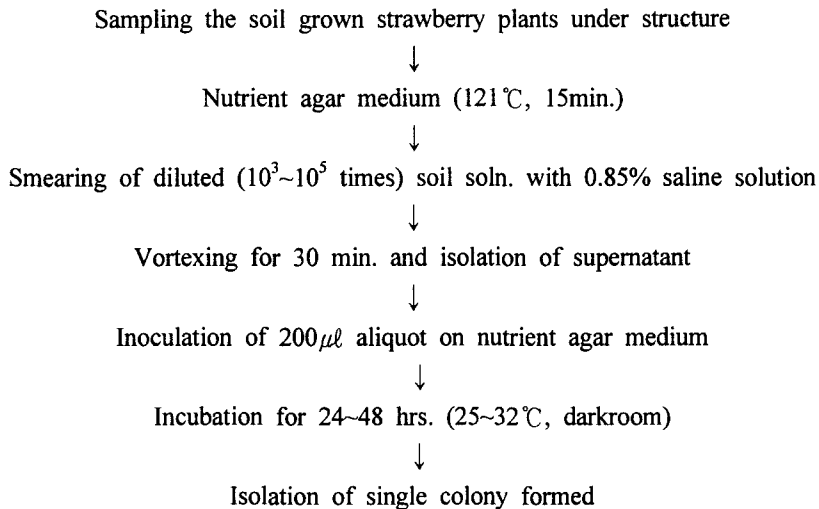 Sampling the soil grown strawberry plants under structure
↓
Nutrient agar medium (121℃, 15min.)
↓
Smearing of diluted (10³~10⁵ times) soil soln. with 0.85% saline solution
↓
Vortexing for 30 min. and isolation of supernatant
↓
Inoculation of 200㎕ aliquot on nutrient agar medium
↓
Incubation for 24~48 hrs. (25~32℃, darkroom)
↓
Isolation of single colony formed